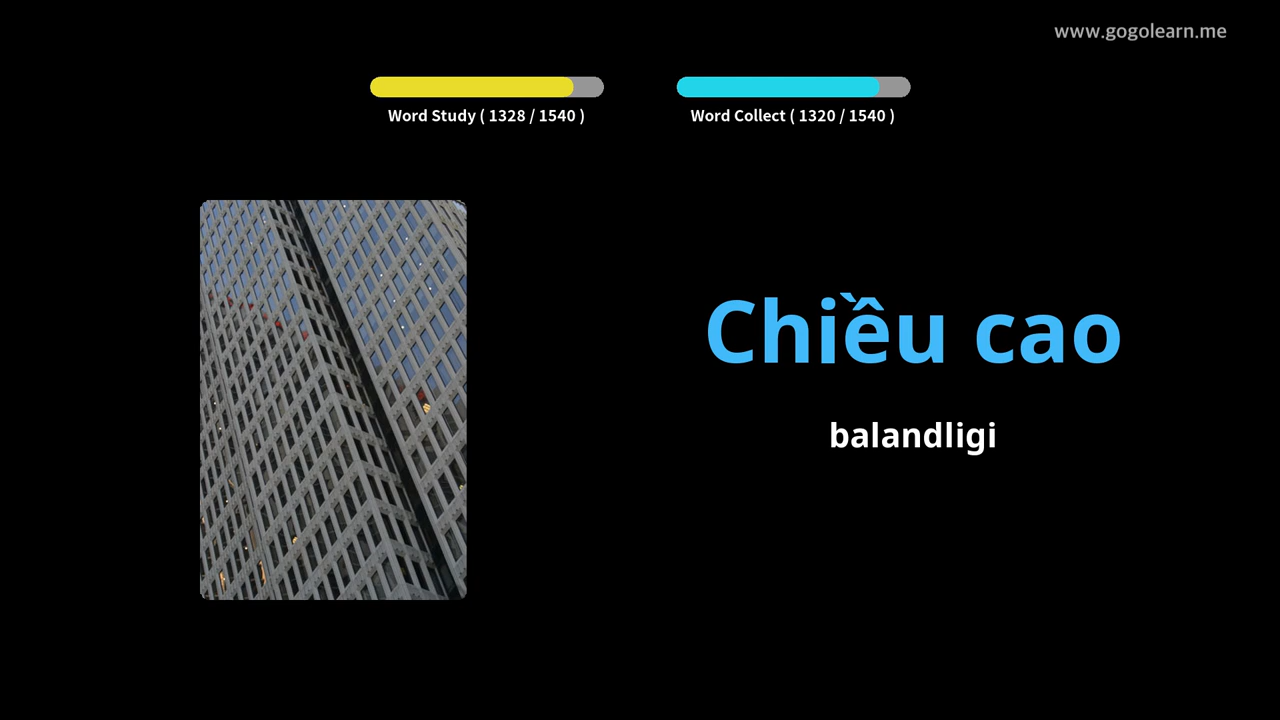 www.gogolearn.me
Word Study ( 1328 / 1540 )
Word Collect ( 1320 / 1540 )
Chiều cao
balandligi